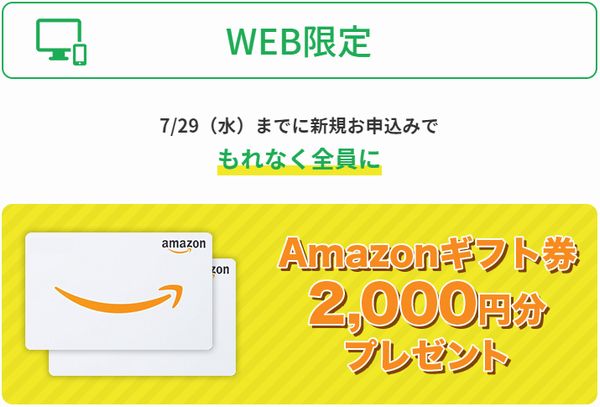 WEB限定
7/29（水）までに新規お申込みで
もれなく全員に
amazon
zon
Amazonギフト券
2,000円分
プレゼント